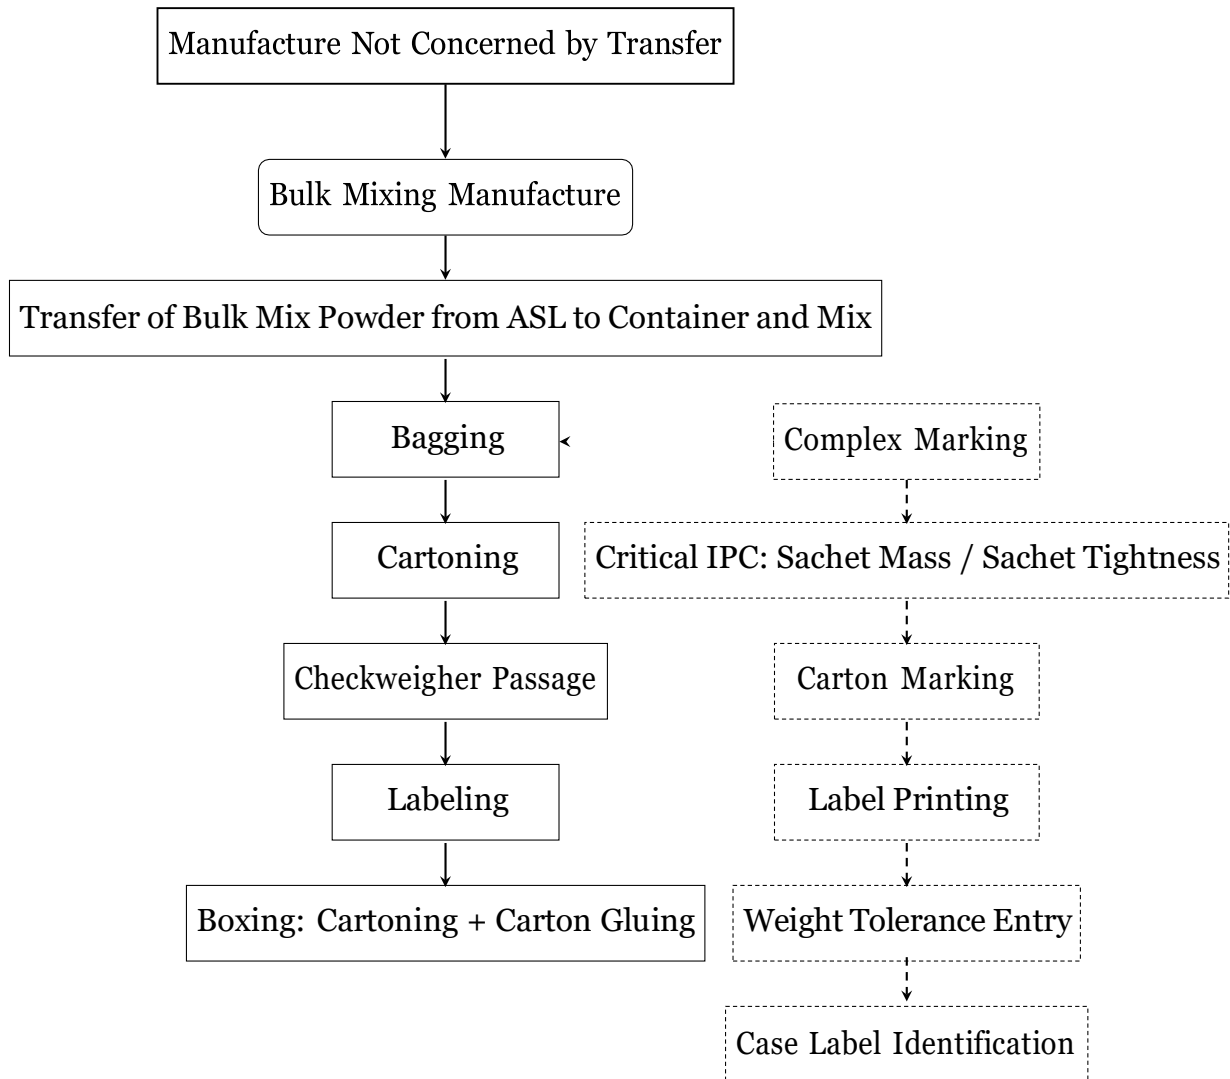 Manufacture Not Concerned by Transfer
Bulk Mixing Manufacture
Transfer of Bulk Mix Powder from ASL to Container and Mix
Bagging
Complex Marking
Cartoning
Critical IPC: Sachet Mass / Sachet Tightness
Checkweigher Passage
Carton Marking
Labeling
Label Printing
Boxing: Cartoning + Carton Gluing
Weight Tolerance Entry
Case Label Identification